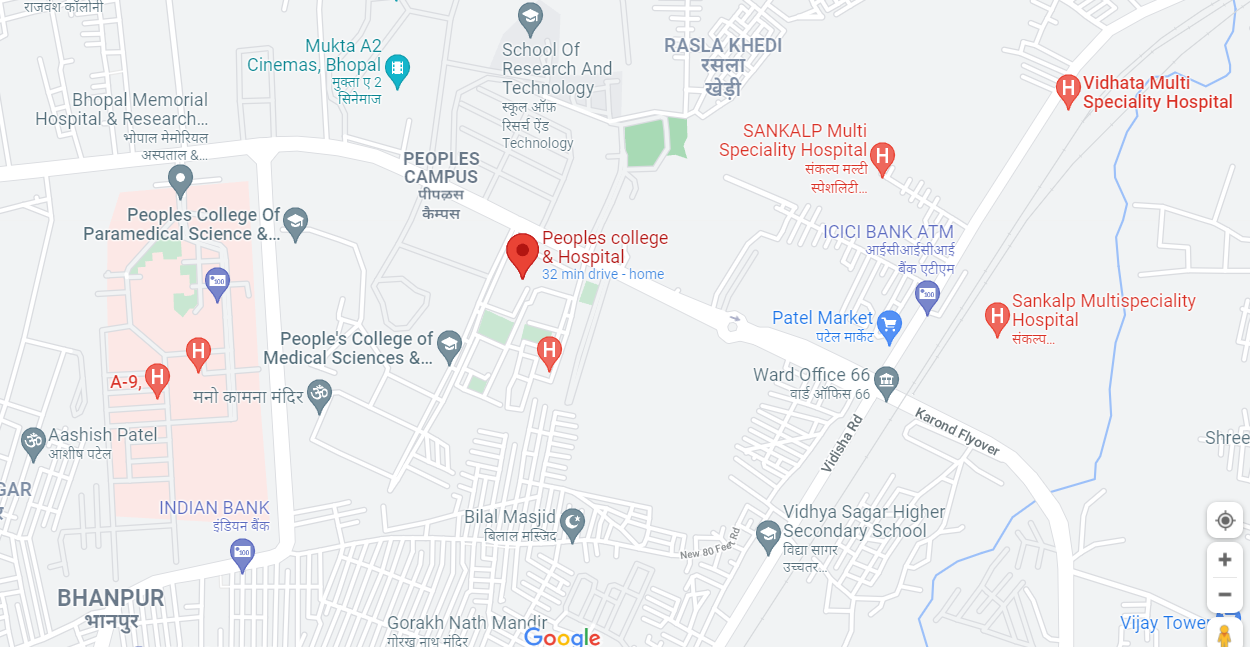 राजवंश कॉलोनी
Mukta A2
Cinemas, Bhopal
मुक्ता ए 2
सिनेमाज
School Of
Research And
Technology
स्कूल ऑफ़
रिसर्च ऐंड
Technology
RASLA KHEDI
रसला
खेड़ी
Vidhata Multi
Speciality Hospital
Bhopal Memorial
Hospital & Research...
भोपाल मेमोरियल
अस्पताल &...
SANKALP Multi
Speciality Hospital
संकल्प मल्टी
स्पेशलिटी...
PEOPLES
CAMPUS
पीपळस
कैम्पस
Peoples College Of
Paramedical Science &...
Peoples college
& Hospital
32 min drive - home
ICICI BANK ATM
आईसीआईसीआई
बैंक एटीएम
Sankalp Multispeciality
Hospital
संकल्प...
Patel Market
पटेल मार्केट
People's College of
Medical Sciences &...
Ward Office 66
वार्ड ऑफिस 66
A-9,
मनो कामना मंदिर
Karond Flyover
Vidisha Rd
Aashish Patel
आशीष पटेल
Shree
GAR
INDIAN BANK
इंडियन बैंक
Bilal Masjid
बिलाल मस्जिद
Vidhya Sagar Higher
Secondary School
विद्या सागर
उच्चतर...
New 80 Feet Rd
BHANPUR
भानपुर
Gorakh Nath Mandir
गोरख नाथ मंदिर
Google
Vijay Tower